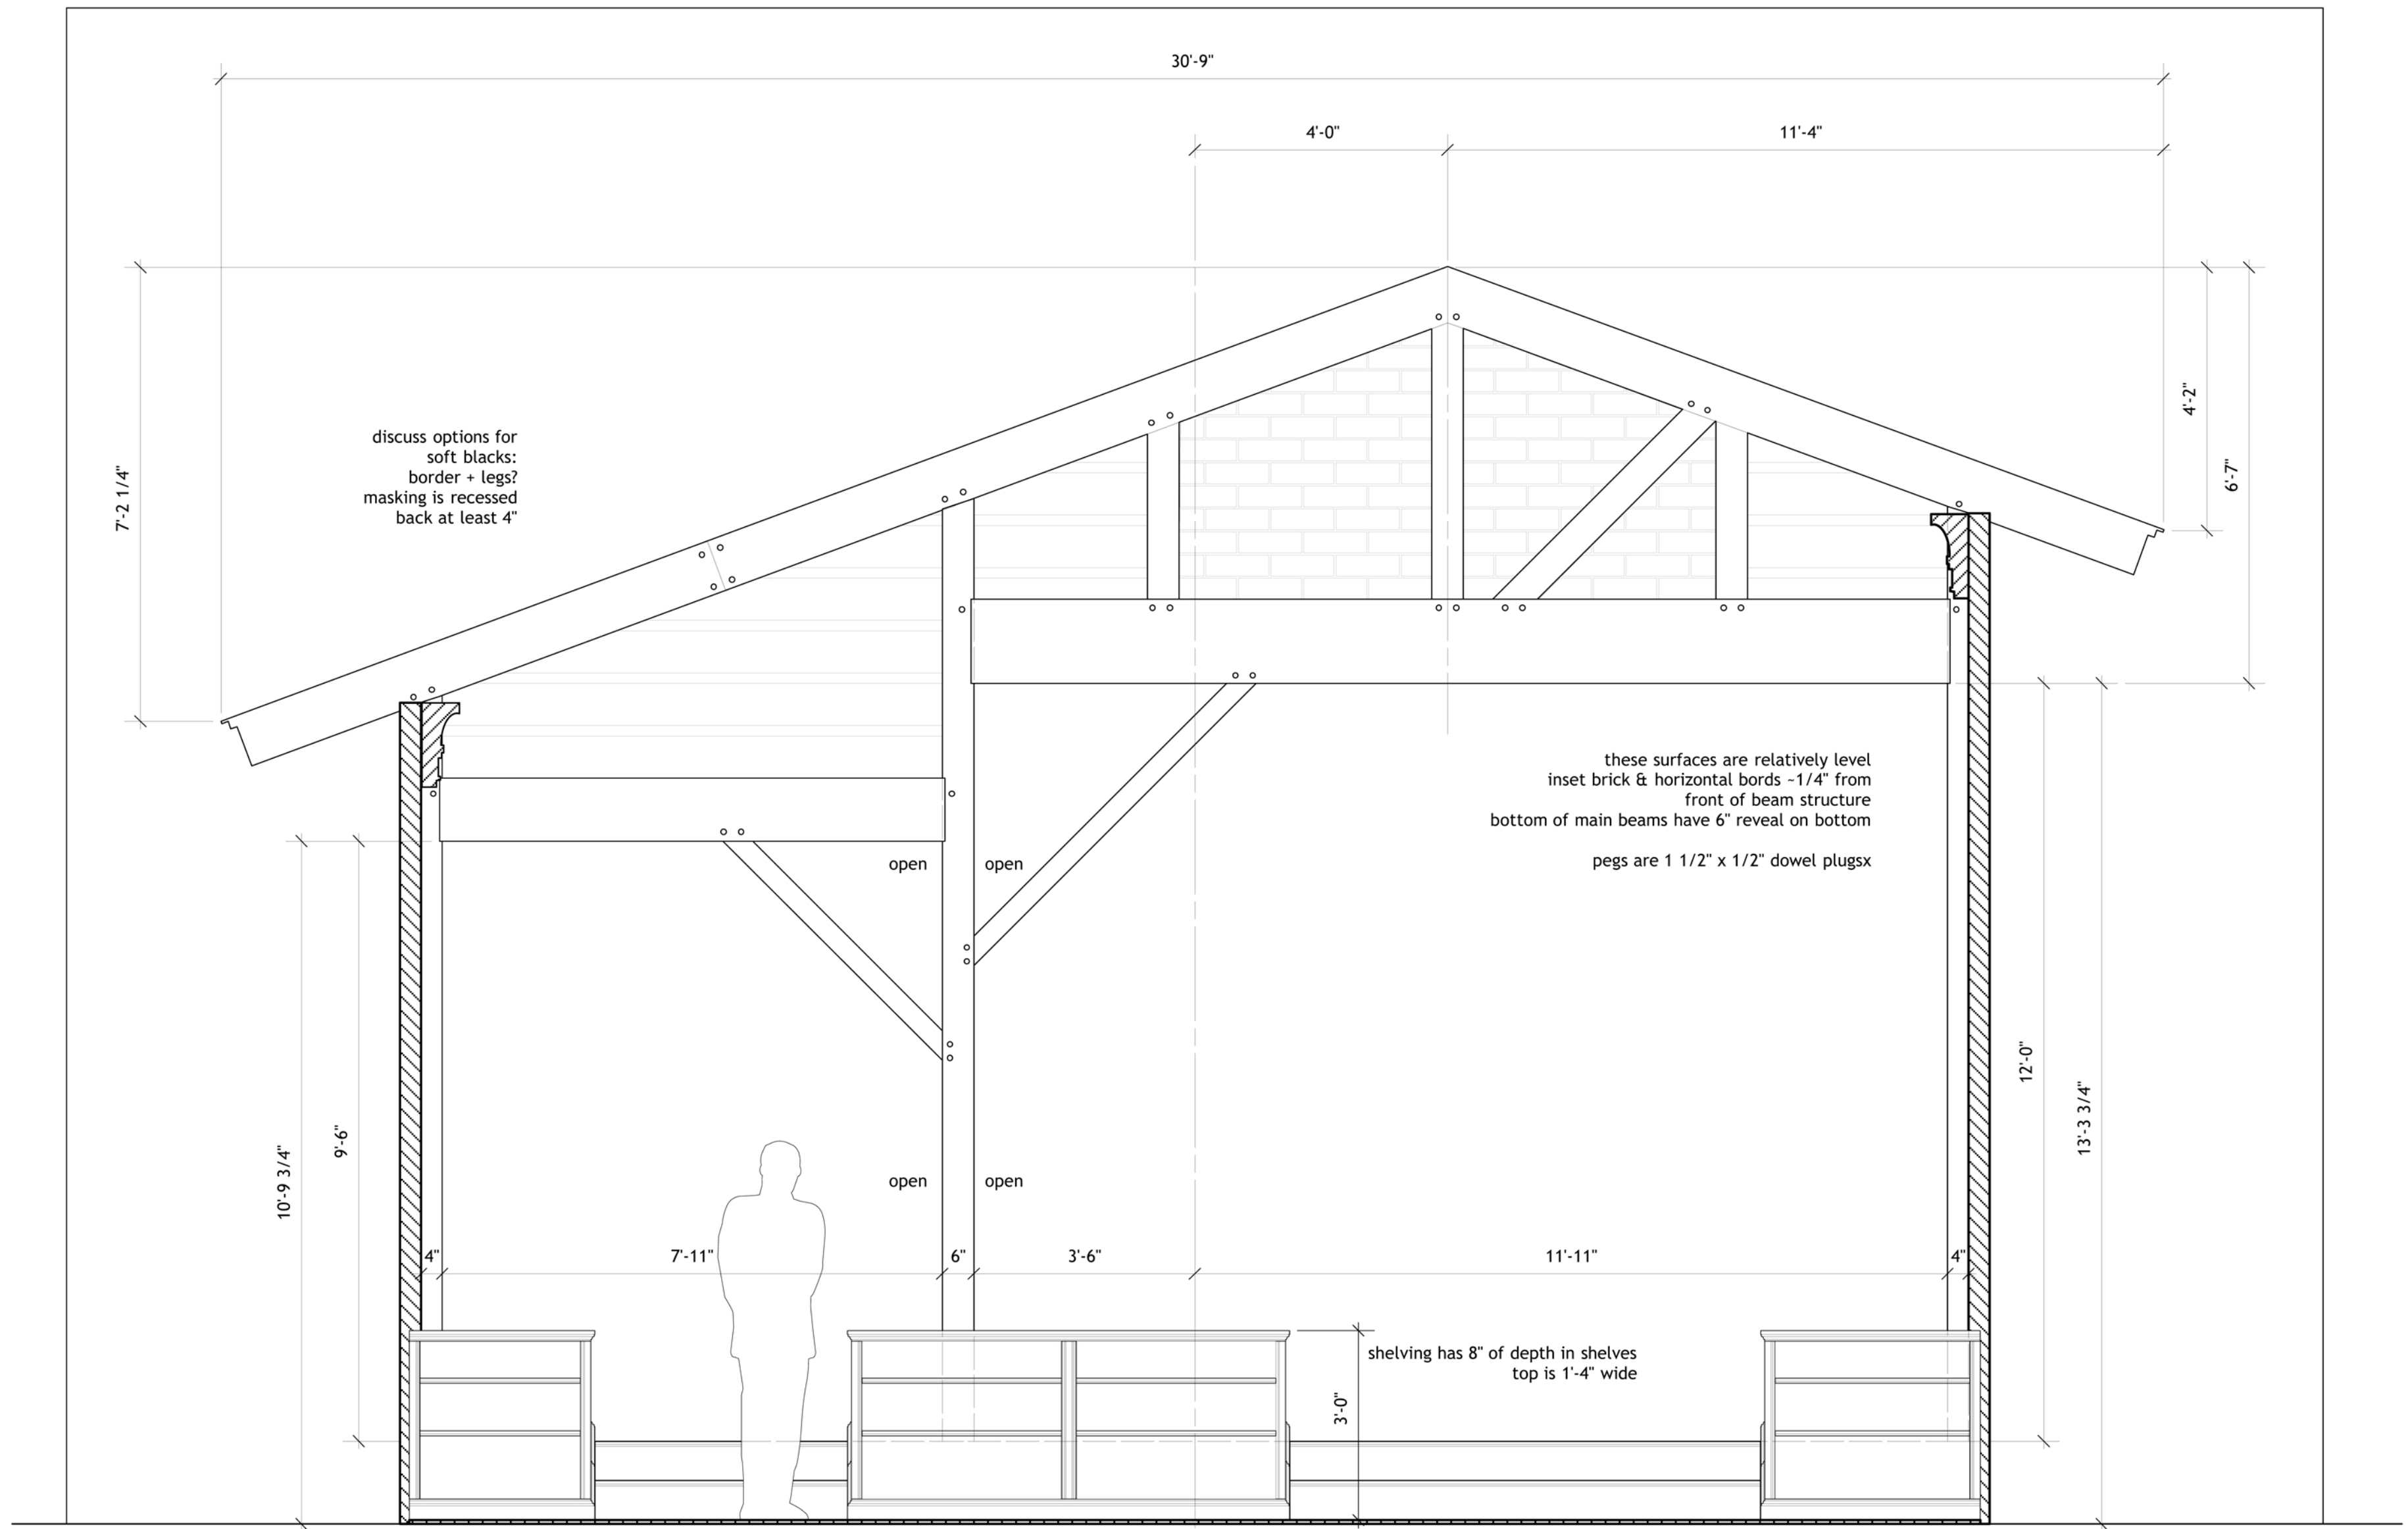 30'-9"
4'-0"
11'-4"
7'-2 1/4"
4'-2"
6'-7"
discuss options for
soft blacks:
border + legs?
masking is recessed
back at least 4"
these surfaces are relatively level
inset brick & horizontal bords ~1/4" from
front of beam structure
bottom of main beams have 6" reveal on bottom
pegs are 1 1/2" x 1/2" dowel plugsx
open
open
10'-9 3/4"
9'-6"
12'-0"
13'-3 3/4"
open
open
4"
7'-11"
6"
3'-6"
11'-11"
4"
shelving has 8" of depth in shelves
top is 1'-4" wide
3'-0"